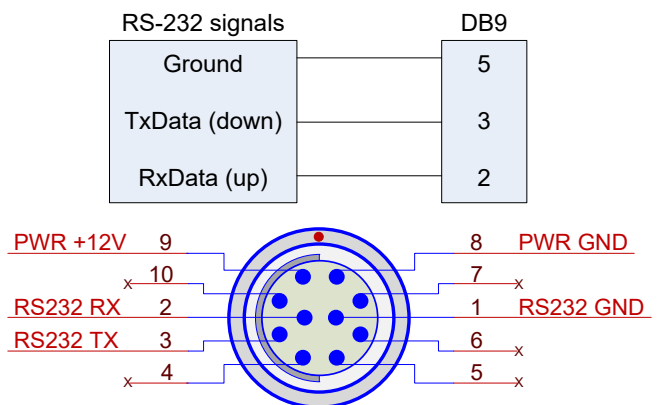 RS-232 signals DB9
Ground 5
TxData (down) 3
RxData (up) 2
PWR +12V 9 8 PWR GND
x 10 7 x
RS232 RX 2 1 RS232 GND
RS232 TX 3 6 x
x 4 5 x